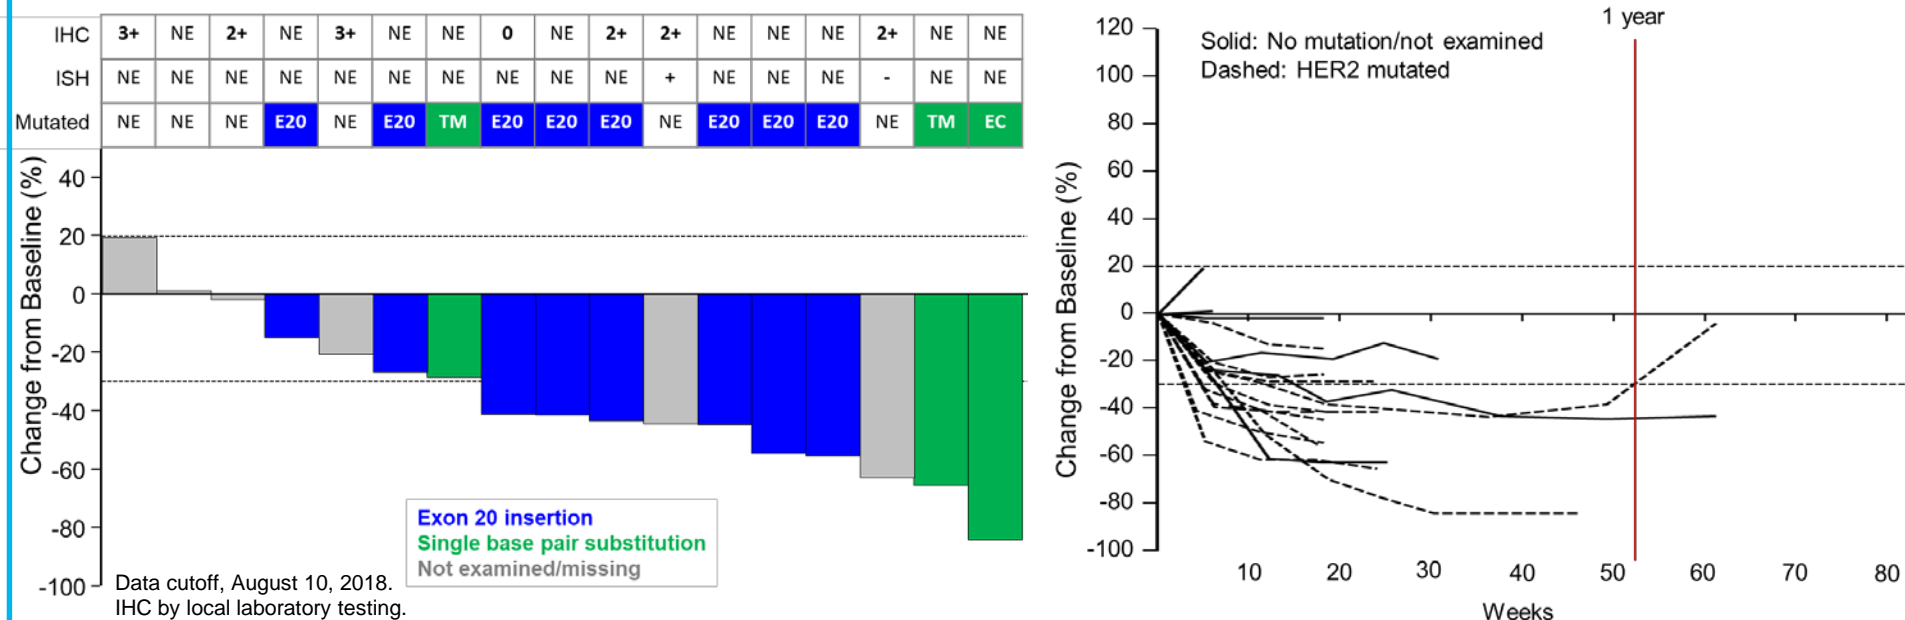 IHC 3+ NE 2+ NE 3+ NE NE 0 NE 2+ 2+ NE NE NE 2+ NE NE
ISH NE NE NE NE NE NE NE NE NE NE + NE NE NE - NE NE
Mutated NE NE NE E20 NE E20 TM E20 E20 E20 NE E20 E20 E20 NE TM EC
Change from Baseline (%)
40
20
0
-20
-40
-60
-80
-100
Exon 20 insertion
Single base pair substitution
Not examined/missing
Data cutoff, August 10, 2018.
IHC by local laboratory testing.
1 year
Solid: No mutation/not examined
Dashed: HER2 mutated
Change from Baseline (%)
120
100
80
60
40
20
0
-20
-40
-60
-80
-100
10 20 30 40 50 60 70 80
Weeks